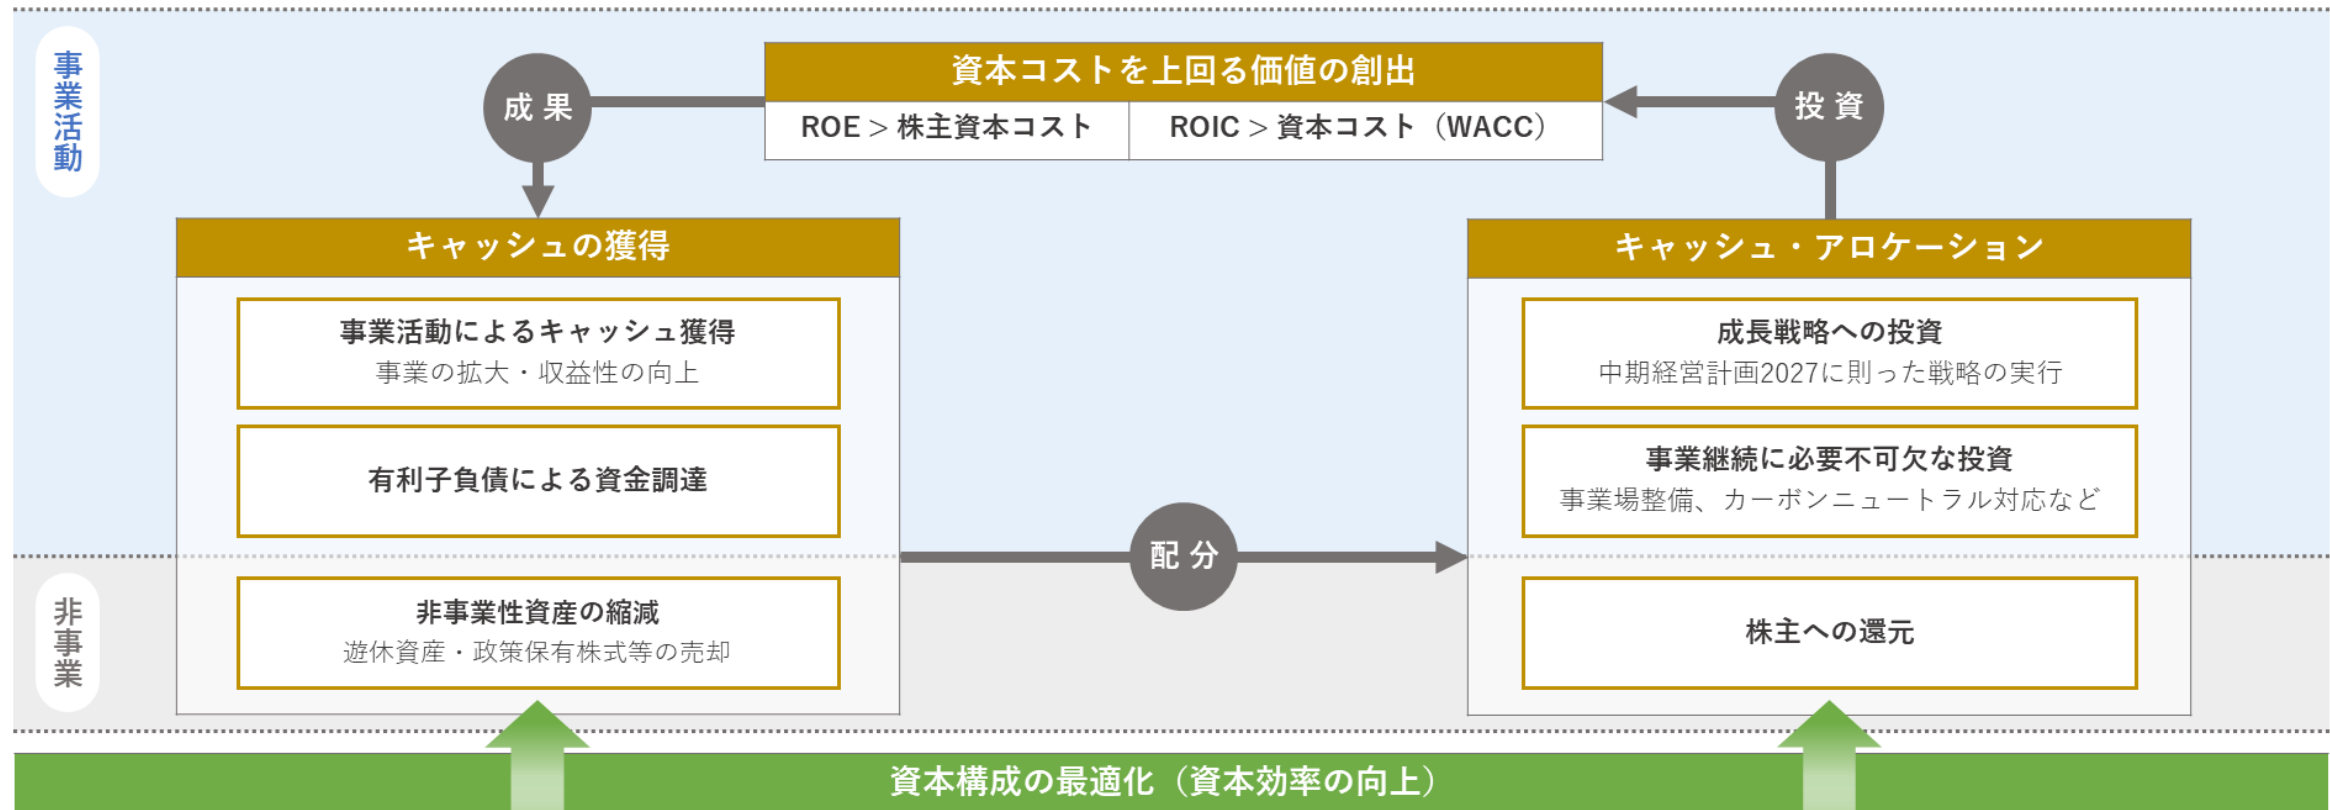 事業活動
成果
資本コストを上回る価値の創出
ROE > 株主資本コスト
ROIC > 資本コスト（WACC）
投資
キャッシュの獲得
事業活動によるキャッシュ獲得
事業の拡大・収益性の向上
有利子負債による資金調達
非事業
非事業性資産の縮減
遊休資産・政策保有株式等の売却
配分
キャッシュ・アロケーション
成長戦略への投資
中期経営計画2027に則った戦略の実行
事業継続に必要不可欠な投資
事業場整備、カーボンニュートラル対応など
株主への還元
資本構成の最適化（資本効率の向上）